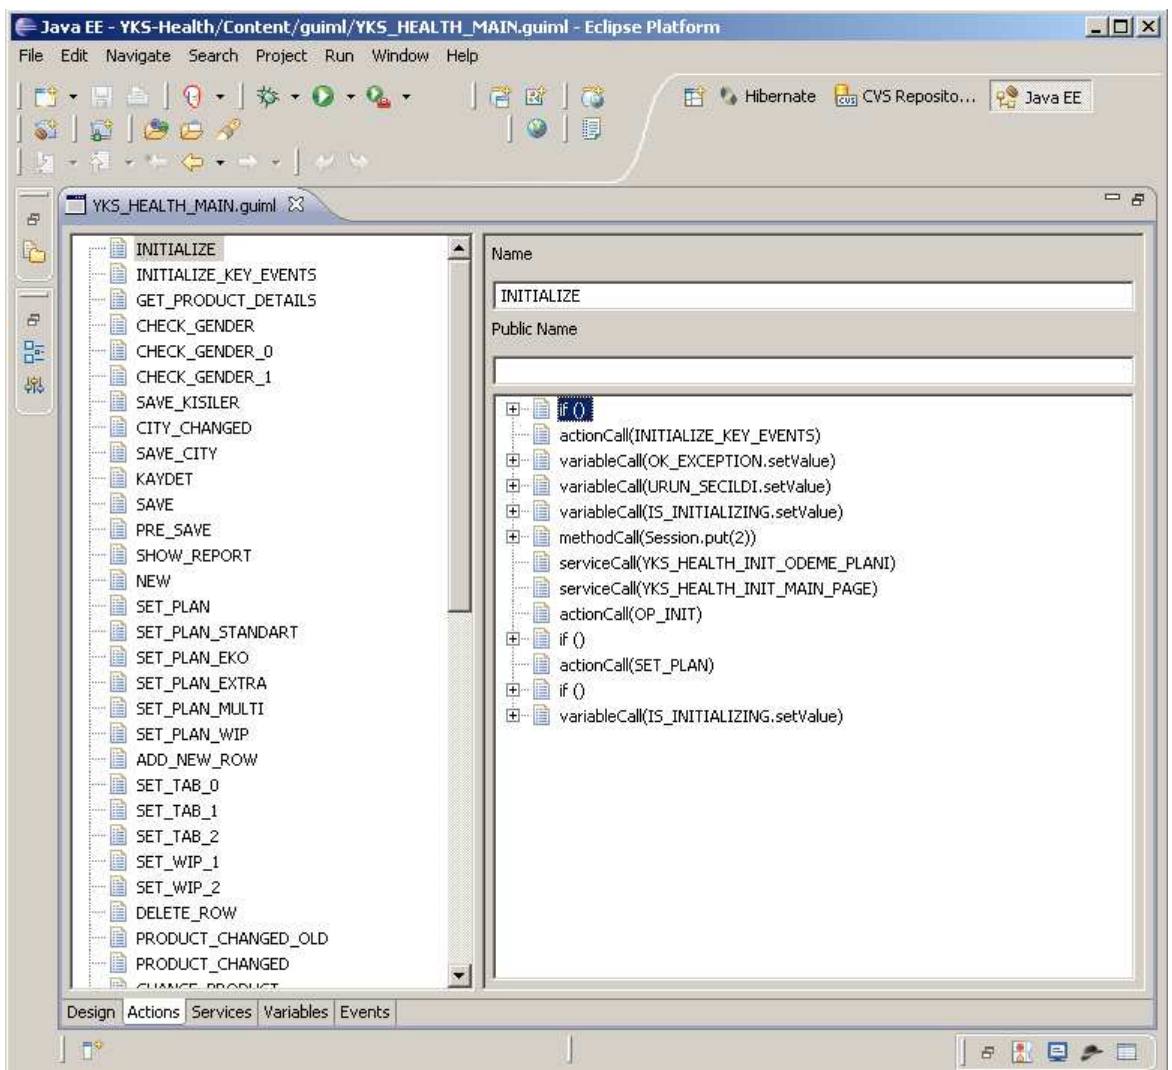 Java EE - YKS-Health/Content/guiml/YKS_HEALTH_MAIN.guiml - Eclipse Platform
File Edit Navigate Search Project Run Window Help
Hibernate CVS Reposito... Java EE
YKS_HEALTH_MAIN.guiml
INITIALIZE
INITIALIZE_KEY_EVENTS
GET_PRODUCT_DETAILS
CHECK_GENDER
CHECK_GENDER_0
CHECK_GENDER_1
SAVE_KISILER
CITY_CHANGED
SAVE_CITY
KAYDET
SAVE
PRE_SAVE
SHOW_REPORT
NEW
SET_PLAN
SET_PLAN_STANDART
SET_PLAN_EKO
SET_PLAN_EXTRA
SET_PLAN_MULTI
SET_PLAN_WIP
ADD_NEW_ROW
SET_TAB_0
SET_TAB_1
SET_TAB_2
SET_WIP_1
SET_WIP_2
DELETE_ROW
PRODUCT_CHANGED_OLD
PRODUCT_CHANGED
CHANGE_PRODUCT
Name
INITIALIZE
Public Name
if ()
actionCall(INITIALIZE_KEY_EVENTS)
variableCall(OK_EXCEPTION.setValue)
variableCall(URUN_SECILDI.setValue)
variableCall(IS_INITIALIZING.setValue)
methodCall(Session.put(2))
serviceCall(YKS_HEALTH_INIT_ODEME_PLANI)
serviceCall(YKS_HEALTH_INIT_MAIN_PAGE)
actionCall(OP_INIT)
if ()
actionCall(SET_PLAN)
if ()
variableCall(IS_INITIALIZING.setValue)
Design Actions Services Variables Events